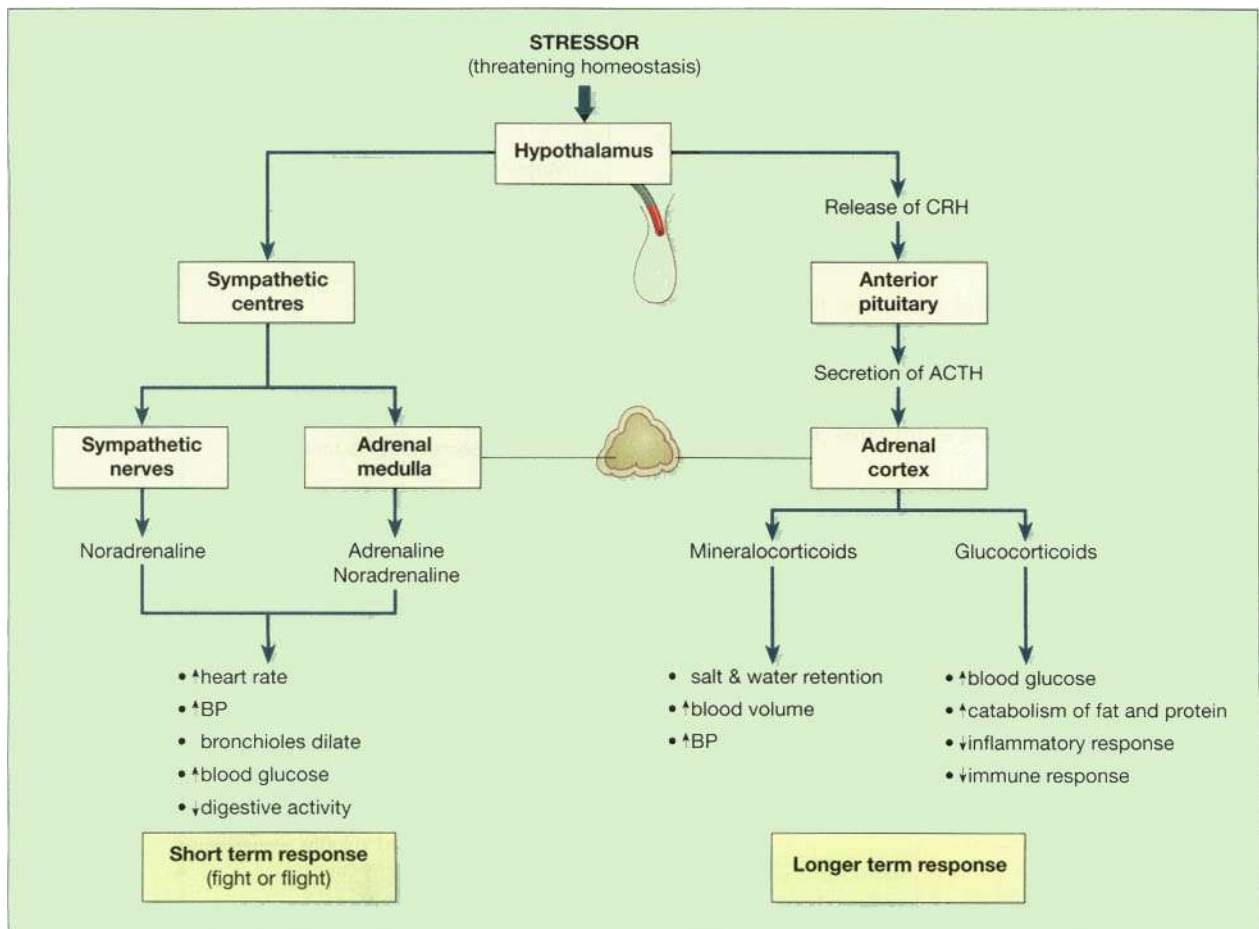 STRESSOR
(threatening homeostasis)
Hypothalamus
Release of CRH
Sympathetic
centres
Anterior
pituitary
Secretion of ACTH
Sympathetic
nerves
Adrenal
medulla
Adrenal
cortex
Noradrenaline
Adrenaline
Noradrenaline
Mineralocorticoids
Glucocorticoids
• ↑heart rate
• ↑BP
• bronchioles dilate
• ↑blood glucose
• ↓digestive activity
• salt & water retention
• ↑blood volume
• ↑BP
• ↑blood glucose
• ↑catabolism of fat and protein
• ↓inflammatory response
• ↓immune response
Short term response
(fight or flight)
Longer term response